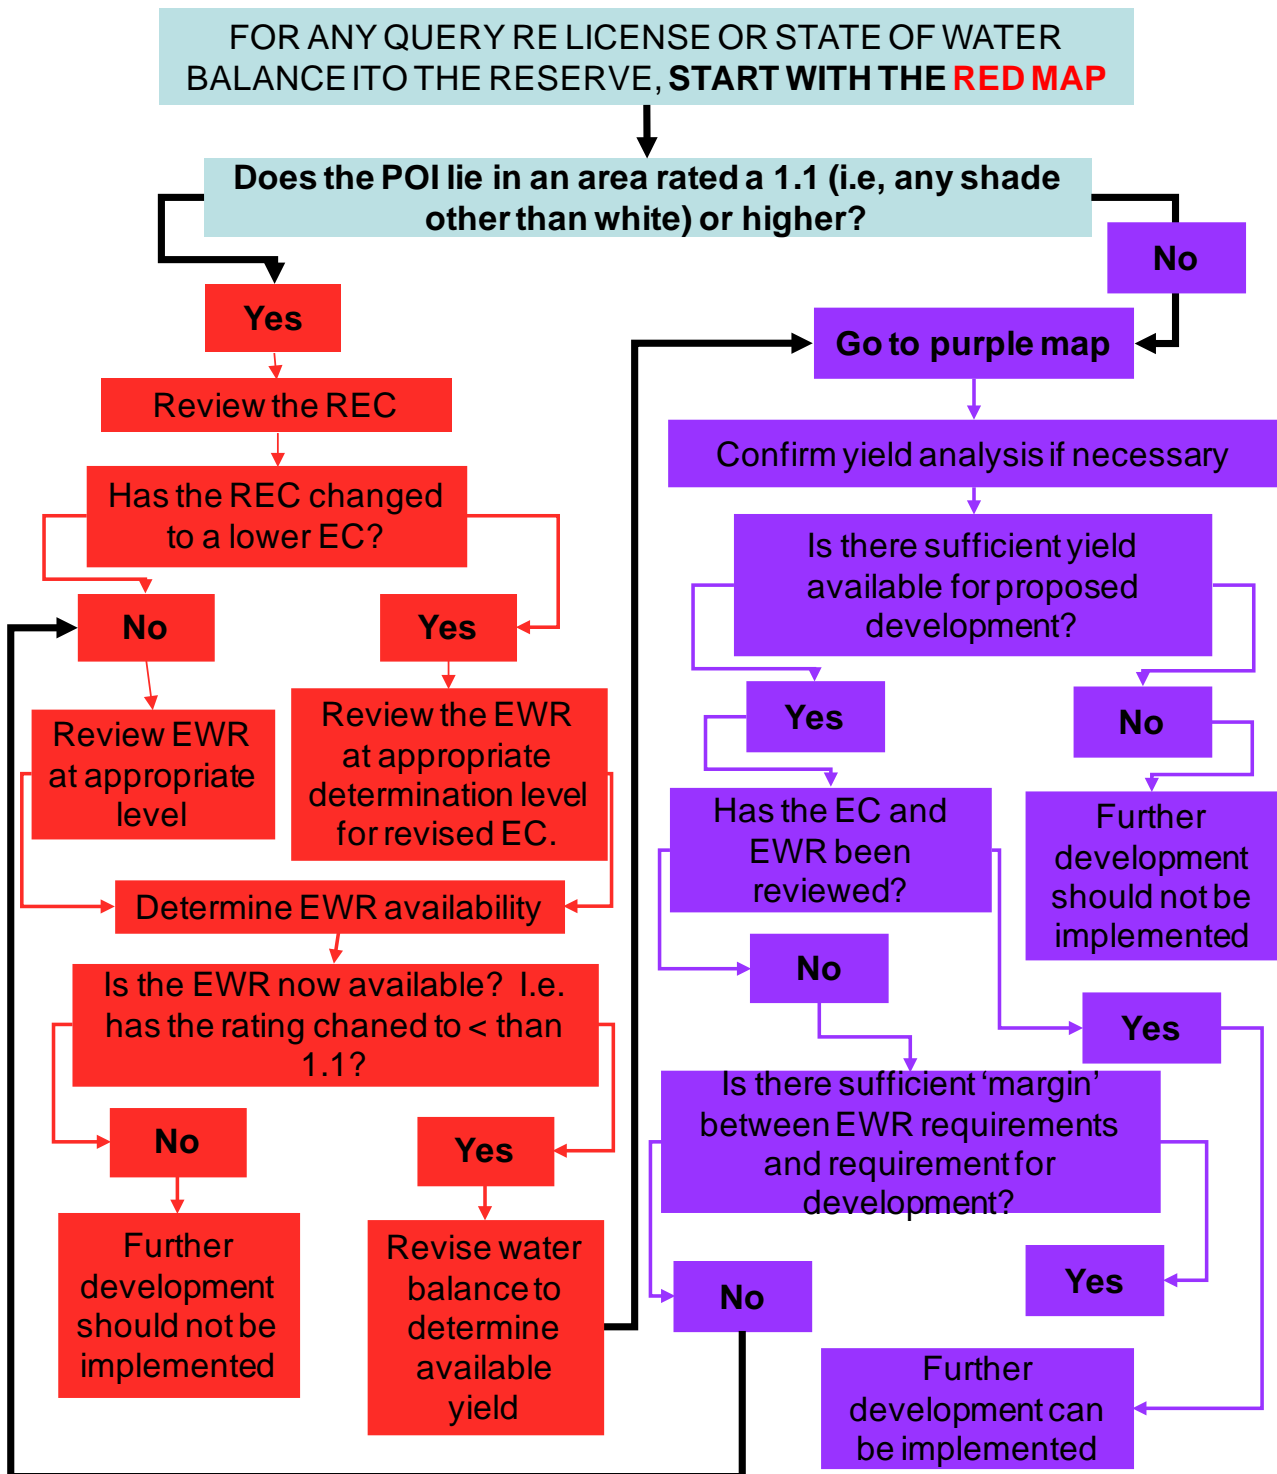 FOR ANY QUERY RE LICENSE OR STATE OF WATER
BALANCE ITO THE RESERVE, START WITH THE RED MAP
Does the POI lie in an area rated a 1.1 (i.e, any shade
other than white) or higher?
No
Yes
Go to purple map
Review the REC
Confirm yield analysis if necessary
Has the REC changed
to a lower EC?
Is there sufficient yield
available for proposed
development?
No
Yes
Yes
No
Review EWR
at appropriate
level
Review the EWR
at appropriate
determination level
for revised EC.
Has the EC and
EWR been
reviewed?
Further
development
should not be
implemented
Determine EWR availability
No
Yes
Is the EWR now available? I.e.
has the rating chaned to < than
1.1?
Is there sufficient ‘margin’
between EWR requirements
and requirement for
development?
No
Yes
Further
development
should not be
implemented
Revise water
balance to
determine
available
yield
No
Yes
Further
development can
be implemented